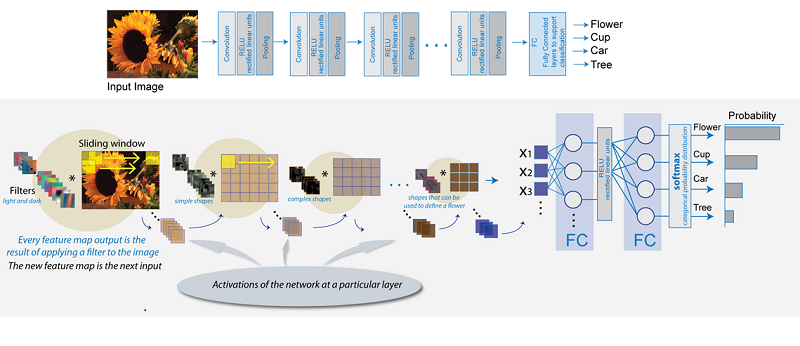 Input Image
Convolution
RELU
rectified linear units
Pooling
Convolution
RELU
rectified linear units
Pooling
Convolution
RELU
rectified linear units
Pooling
Convolution
RELU
rectified linear units
Pooling
FC
Fully Connected
layers to support
classification
Flower
Cup
Car
Tree
Sliding window
Filters
light and dark
*
simple shapes
*
complex shapes
*
shapes that can be
used to define a flower
*
Every feature map output is the
result of applying a filter to the image
The new feature map is the next input
Activations of the network at a particular layer
X1
X2
X3
FC
RELU
rectified linear units
FC
softmax
categorical probability distribution
Flower
Cup
Car
Tree
Probability